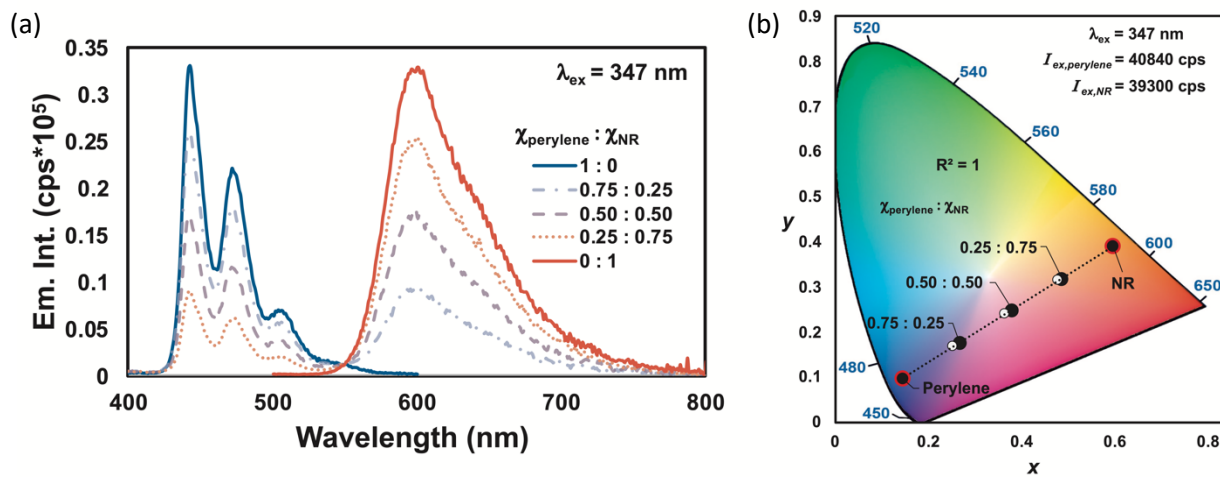 (a)
0.35
0.3
0.25
0.2
0.15
0.1
0.05
0
Em. Int. (cps*10⁵)
400 500 600 700 800
Wavelength (nm)
λex = 347 nm
χperylene : χNR
1 : 0
0.75 : 0.25
0.50 : 0.50
0.25 : 0.75
0 : 1
(b)
0.9
0.8
0.7
0.6
0.5
0.4
0.3
0.2
0.1
0
y
0 0.2 0.4 0.6 0.8
x
λex = 347 nm
Iex,perylene = 40840 cps
Iex,NR = 39300 cps
520
540
560
580
600
650
480
450
R² = 1
χperylene : χNR
0.25 : 0.75
0.50 : 0.50
0.75 : 0.25
NR
Perylene